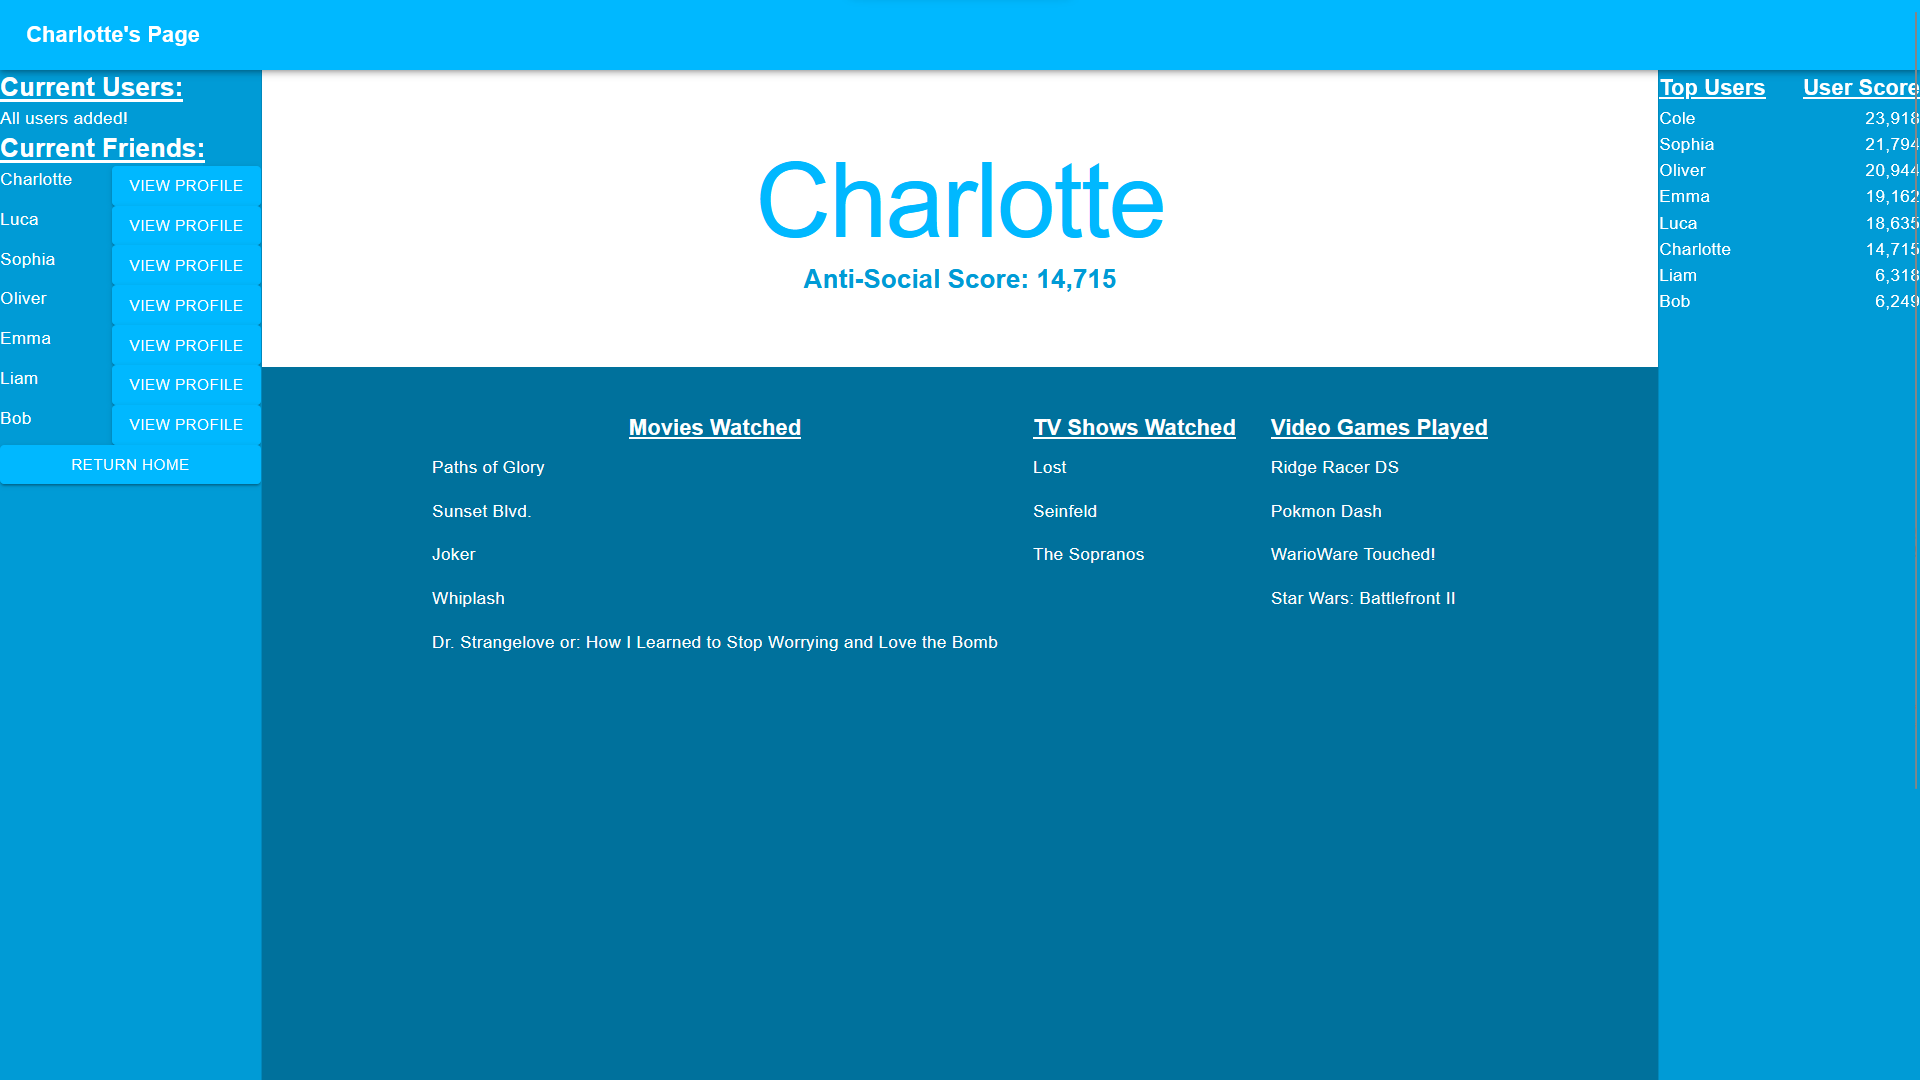 Charlotte's Page
Current Users:
All users added!
Current Friends:
Charlotte VIEW PROFILE
Luca VIEW PROFILE
Sophia VIEW PROFILE
Oliver VIEW PROFILE
Emma VIEW PROFILE
Liam VIEW PROFILE
Bob VIEW PROFILE
RETURN HOME
Charlotte
Anti-Social Score: 14,715
Movies Watched
Paths of Glory
Sunset Blvd.
Joker
Whiplash
Dr. Strangelove or: How I Learned to Stop Worrying and Love the Bomb
TV Shows Watched
Lost
Seinfeld
The Sopranos
Video Games Played
Ridge Racer DS
Pokmon Dash
WarioWare Touched!
Star Wars: Battlefront II
Top Users User Score
Cole 23,918
Sophia 21,794
Oliver 20,944
Emma 19,162
Luca 18,635
Charlotte 14,715
Liam 6,318
Bob 6,249